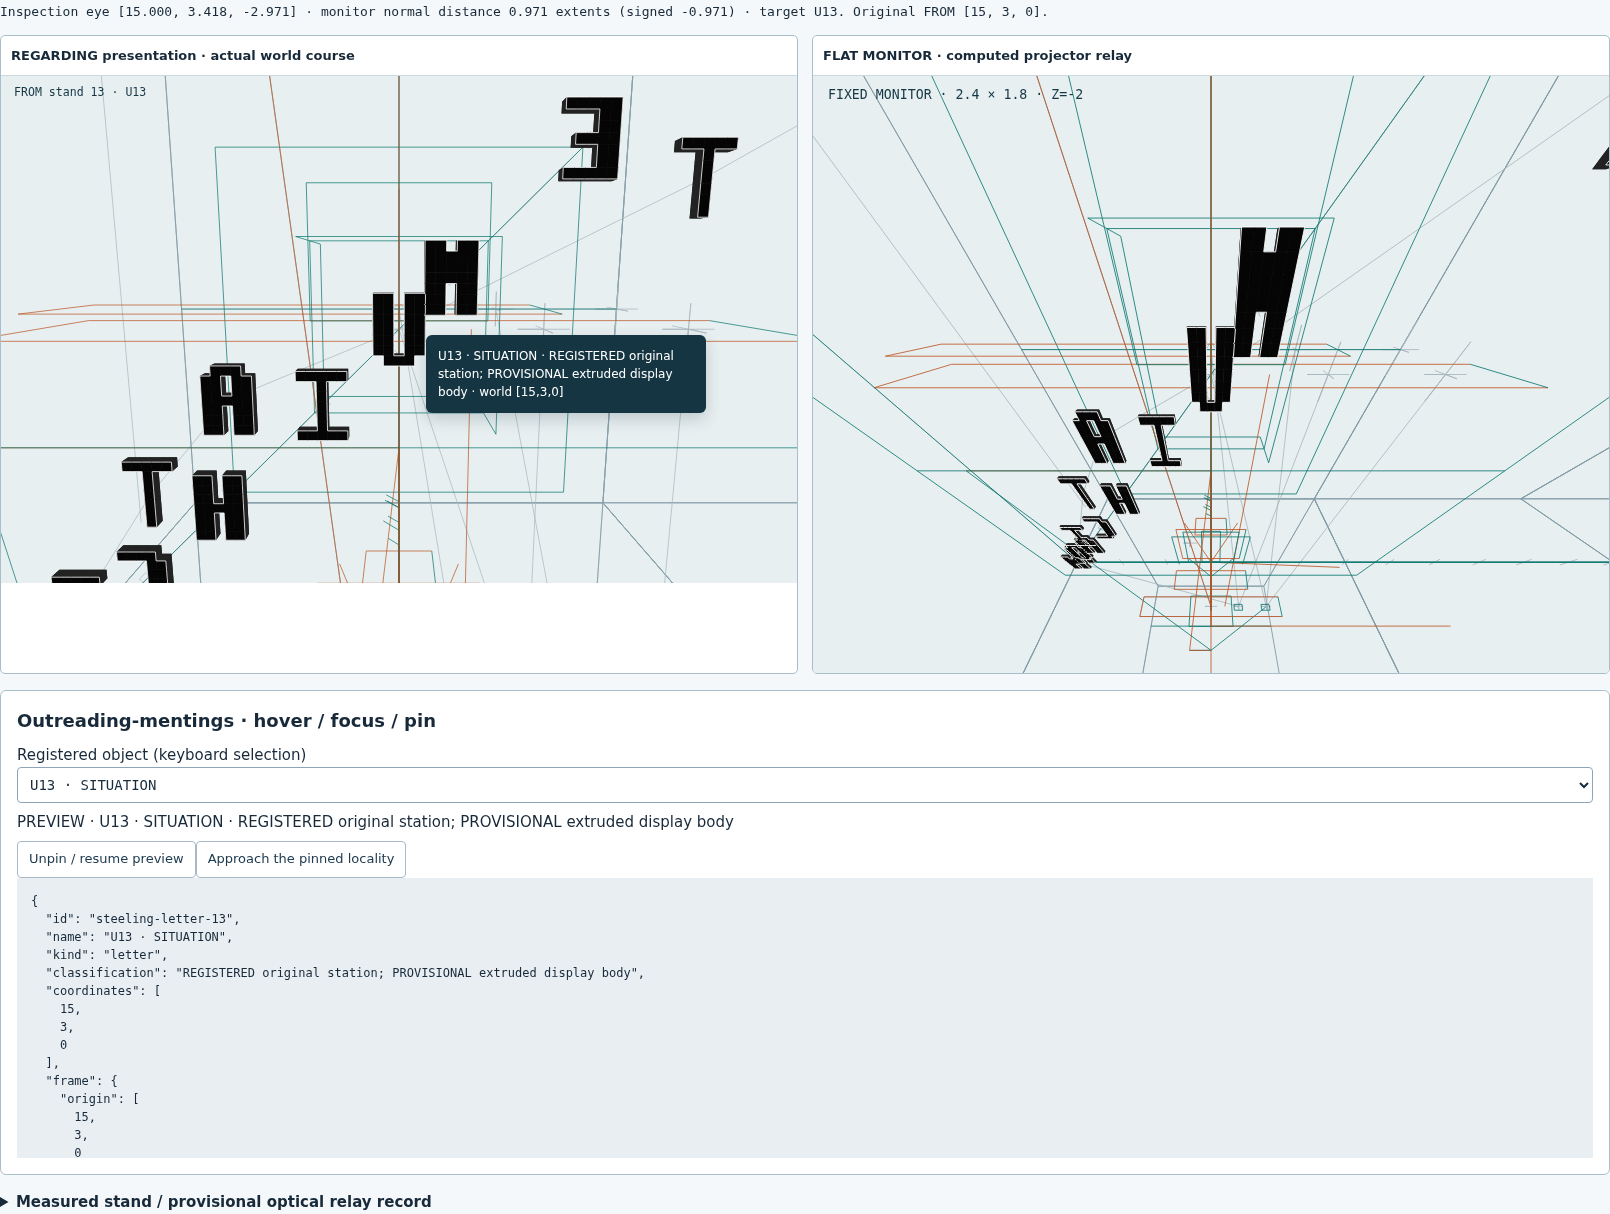 Inspection eye [15.000, 3.418, -2.971] · monitor normal distance 0.971 extents (signed -0.971) · target U13. Original FROM [15, 3, 0].
REGARDING presentation · actual world course
FROM stand 13 · U13
E
T
H
U
A
I
T
H
U13 · SITUATION · REGISTERED original
station; PROVISIONAL extruded display
body · world [15,3,0]
FLAT MONITOR · computed projector relay
FIXED MONITOR · 2.4 × 1.8 · Z=-2
H
U
A
I
T
H
Outreading-mentings · hover / focus / pin
Registered object (keyboard selection)
U13 · SITUATION
PREVIEW · U13 · SITUATION · REGISTERED original station; PROVISIONAL extruded display body
Unpin / resume preview
Approach the pinned locality
{
"id": "steeling-letter-13",
"name": "U13 · SITUATION",
"kind": "letter",
"classification": "REGISTERED original station; PROVISIONAL extruded display body",
"coordinates": [
15,
3,
0
],
"frame": {
"origin": [
15,
3,
0
Measured stand / provisional optical relay record